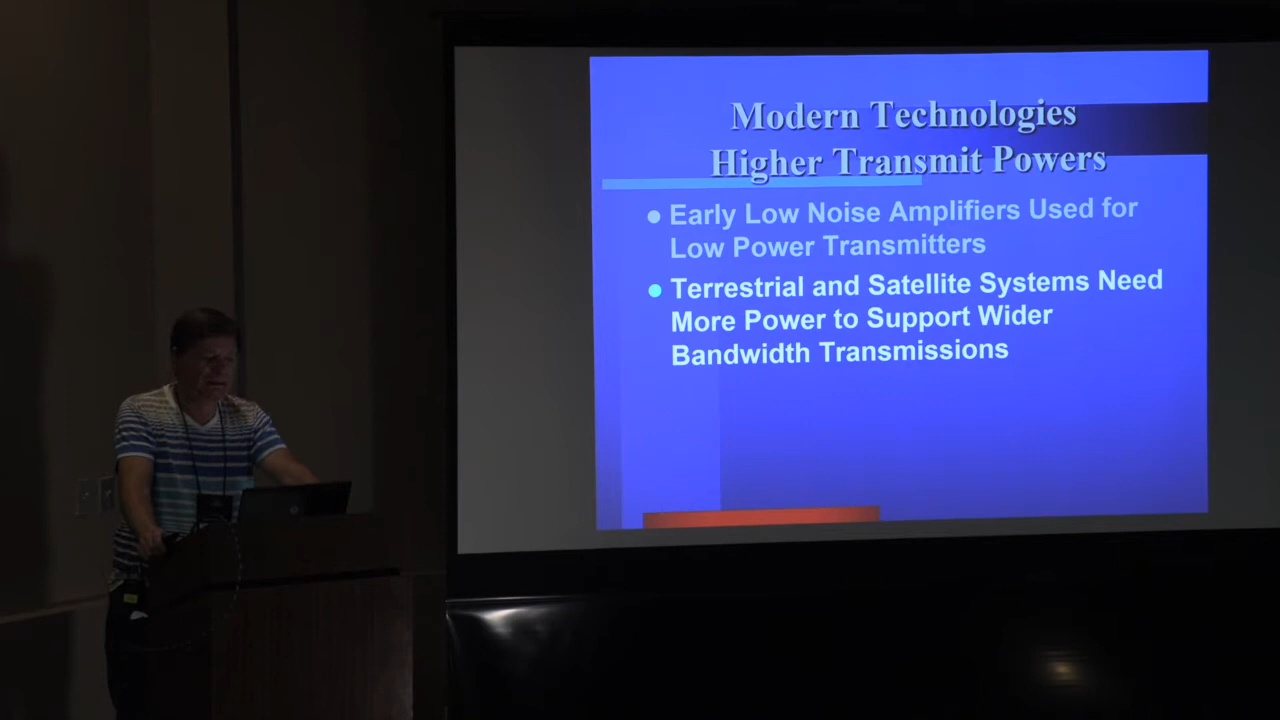 Modern Technologies
Higher Transmit Powers
● Early Low Noise Amplifiers Used for
Low Power Transmitters
● Terrestrial and Satellite Systems Need
More Power to Support Wider
Bandwidth Transmissions